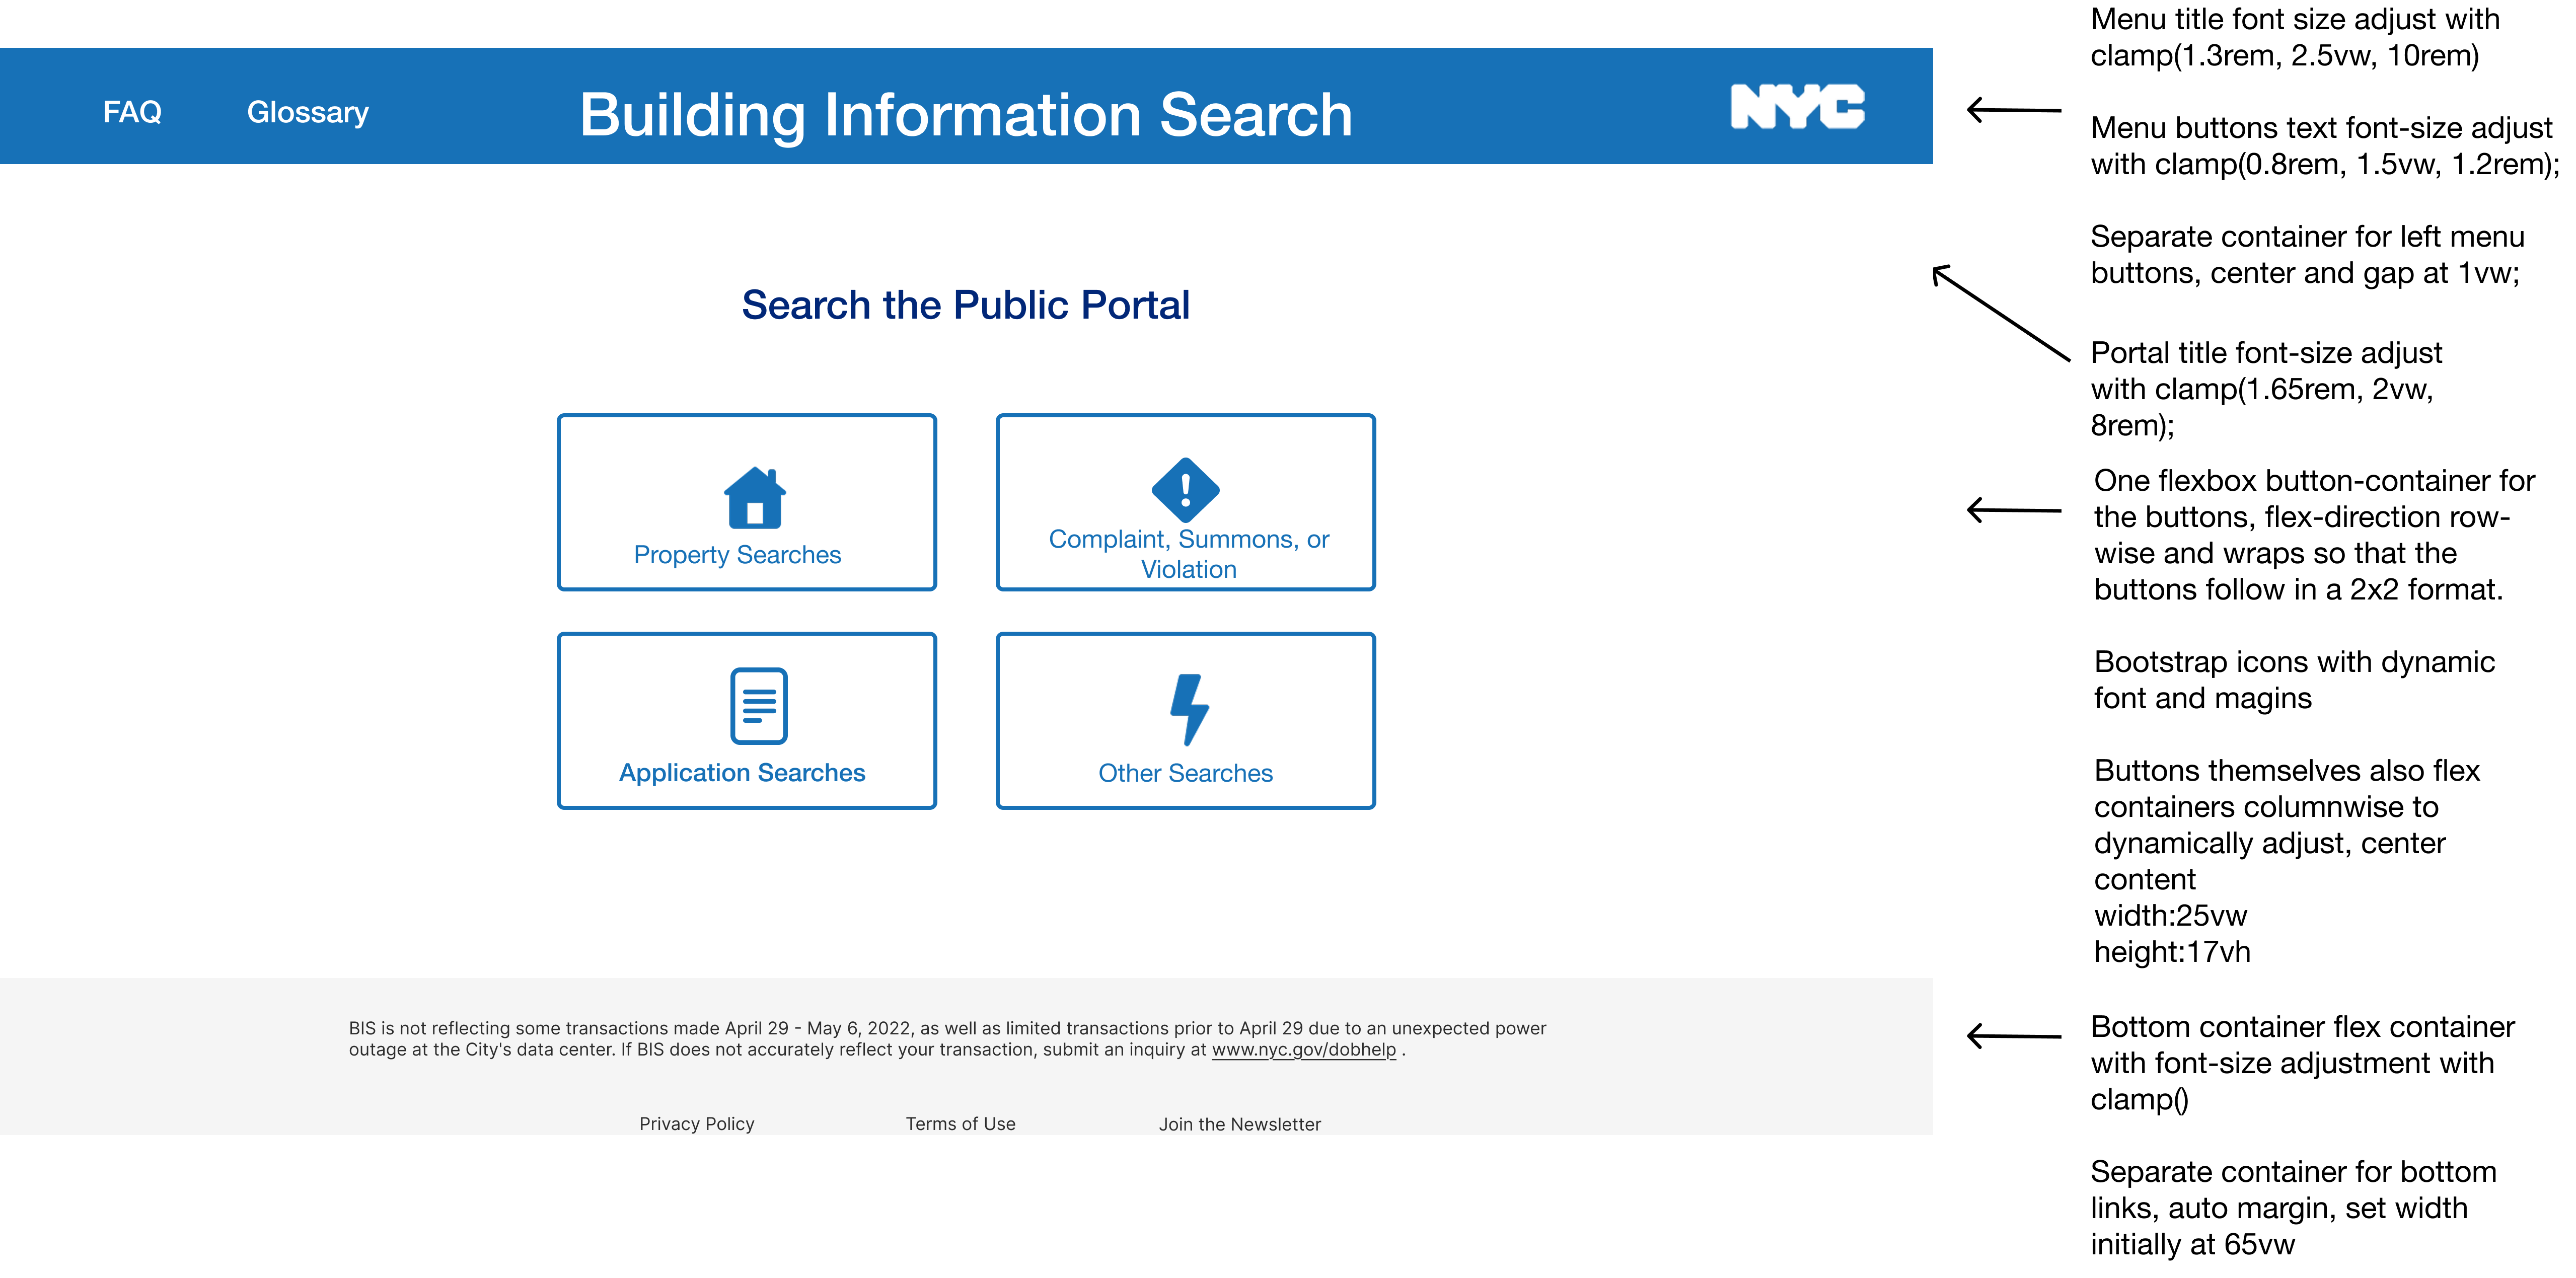 FAQ
Glossary
Building Information Search
NYC
Search the Public Portal
Property Searches
Complaint, Summons, or
Violation
Application Searches
Other Searches
BIS is not reflecting some transactions made April 29 - May 6, 2022, as well as limited transactions prior to April 29 due to an unexpected power
outage at the City's data center. If BIS does not accurately reflect your transaction, submit an inquiry at www.nyc.gov/dobhelp .
Privacy Policy
Terms of Use
Join the Newsletter
Menu title font size adjust with
clamp(1.3rem, 2.5vw, 10rem)
Menu buttons text font-size adjust
with clamp(0.8rem, 1.5vw, 1.2rem);
Separate container for left menu
buttons, center and gap at 1vw;
Portal title font-size adjust
with clamp(1.65rem, 2vw,
8rem);
One flexbox button-container for
the buttons, flex-direction row-
wise and wraps so that the
buttons follow in a 2x2 format.
Bootstrap icons with dynamic
font and magins
Buttons themselves also flex
containers columnwise to
dynamically adjust, center
content
width:25vw
height:17vh
Bottom container flex container
with font-size adjustment with
clamp()
Separate container for bottom
links, auto margin, set width
initially at 65vw